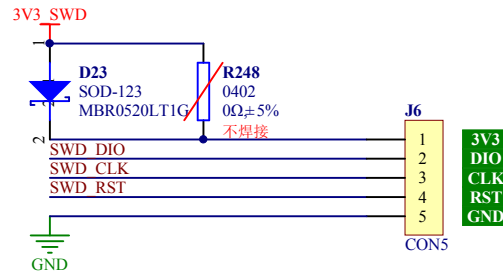 3V3_SWD
1
D23
SOD-123
MBR0520LT1G
2
R248
0402
0Ω,±5%
不焊接
J6
SWD_DIO
SWD_CLK
SWD_RST
1 3V3
2 DIO
3 CLK
4 RST
5 GND
CON5
GND